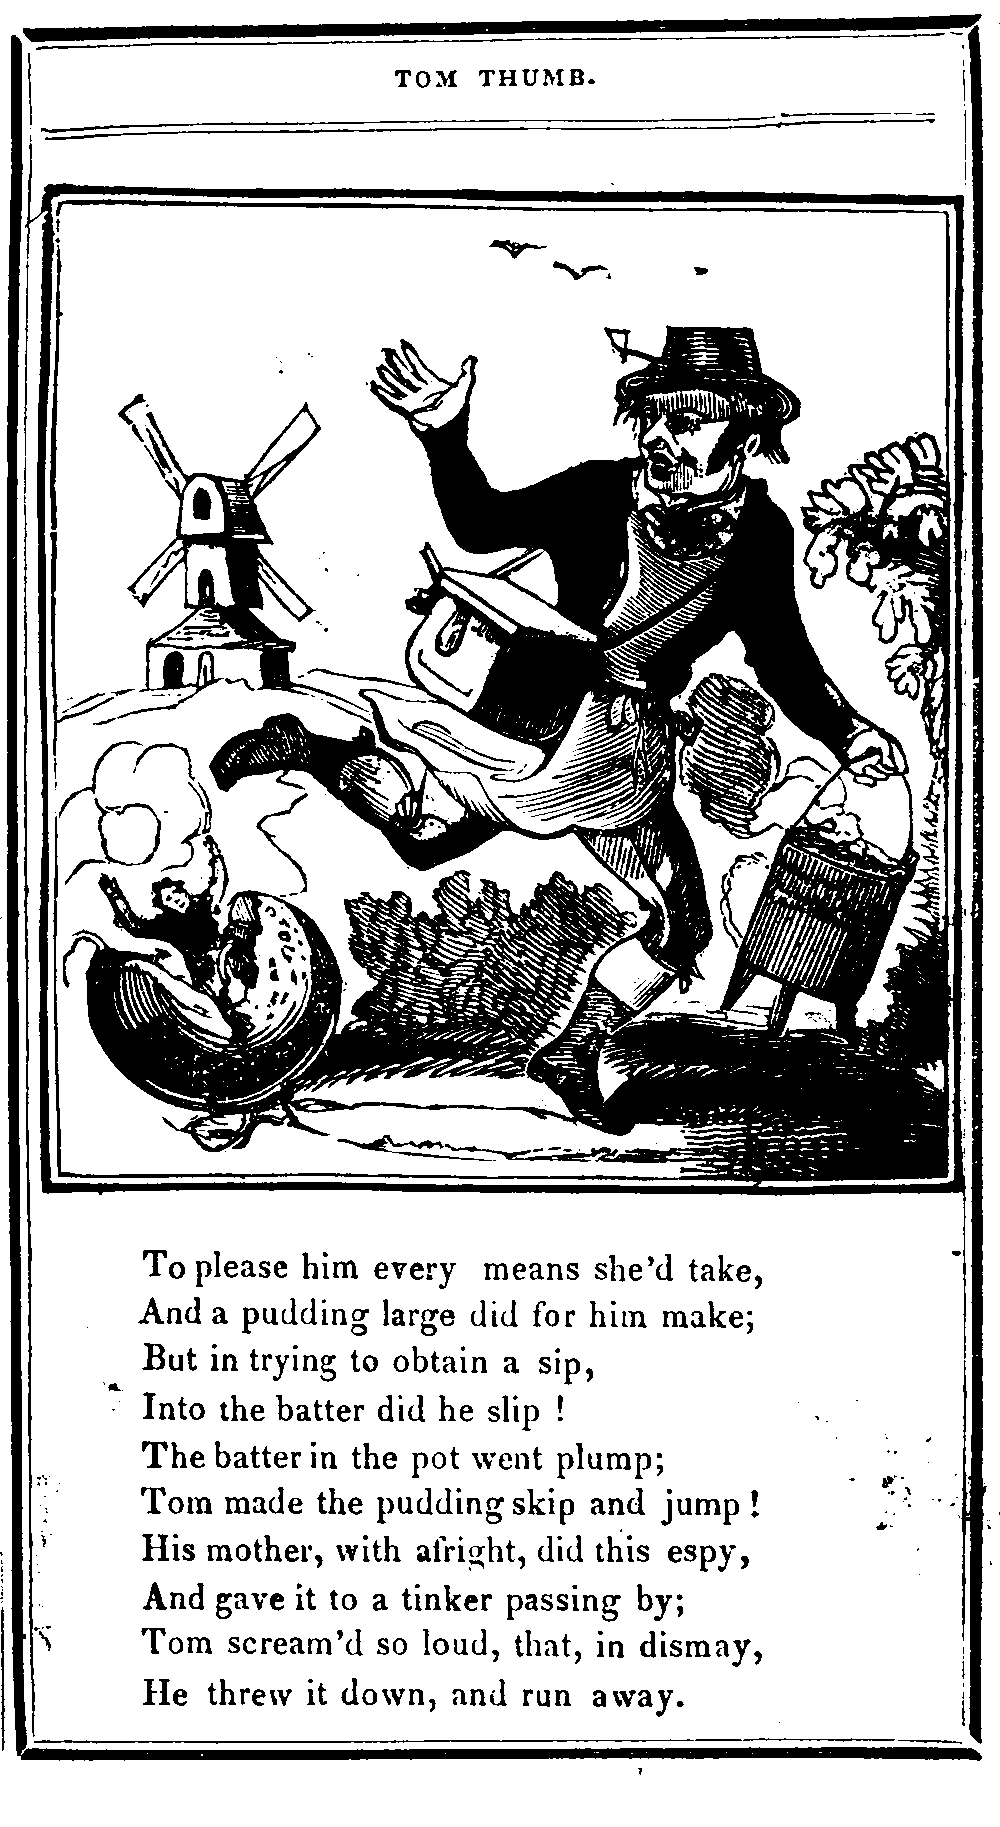 TOM THUMB.
To please him every means she'd take,
And a pudding large did for him make;
But in trying to obtain a sip,
Into the batter did he slip !
The batter in the pot went plump;
Tom made the pudding skip and jump !
His mother, with afright, did this espy,
And gave it to a tinker passing by;
Tom scream'd so loud, that, in dismay,
He threw it down, and run away.